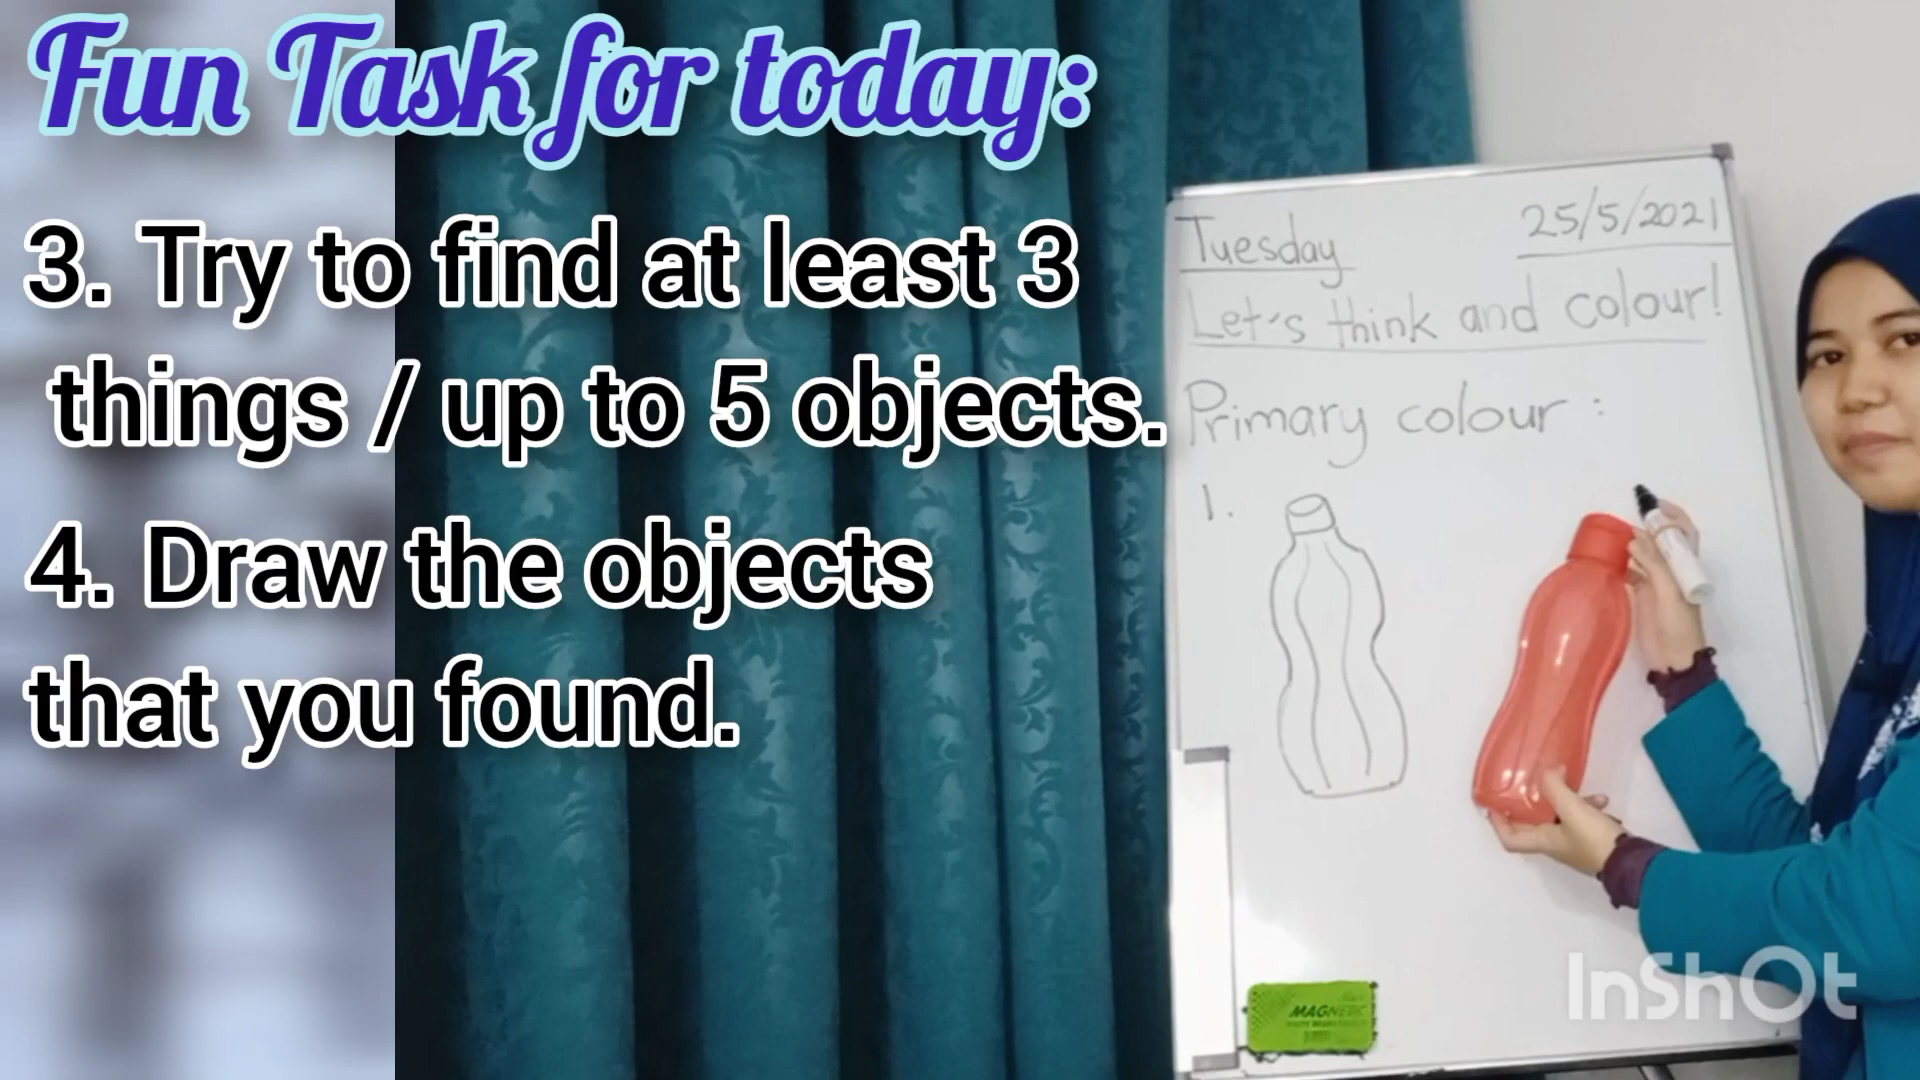 Fun Task for today:
3. Try to find at least 3
things / up to 5 objects.
4. Draw the objects
that you found.
Tuesday
25/5/2021
Let's think and colour!
Primary colour :
1.
MAGNETIC
InShOt